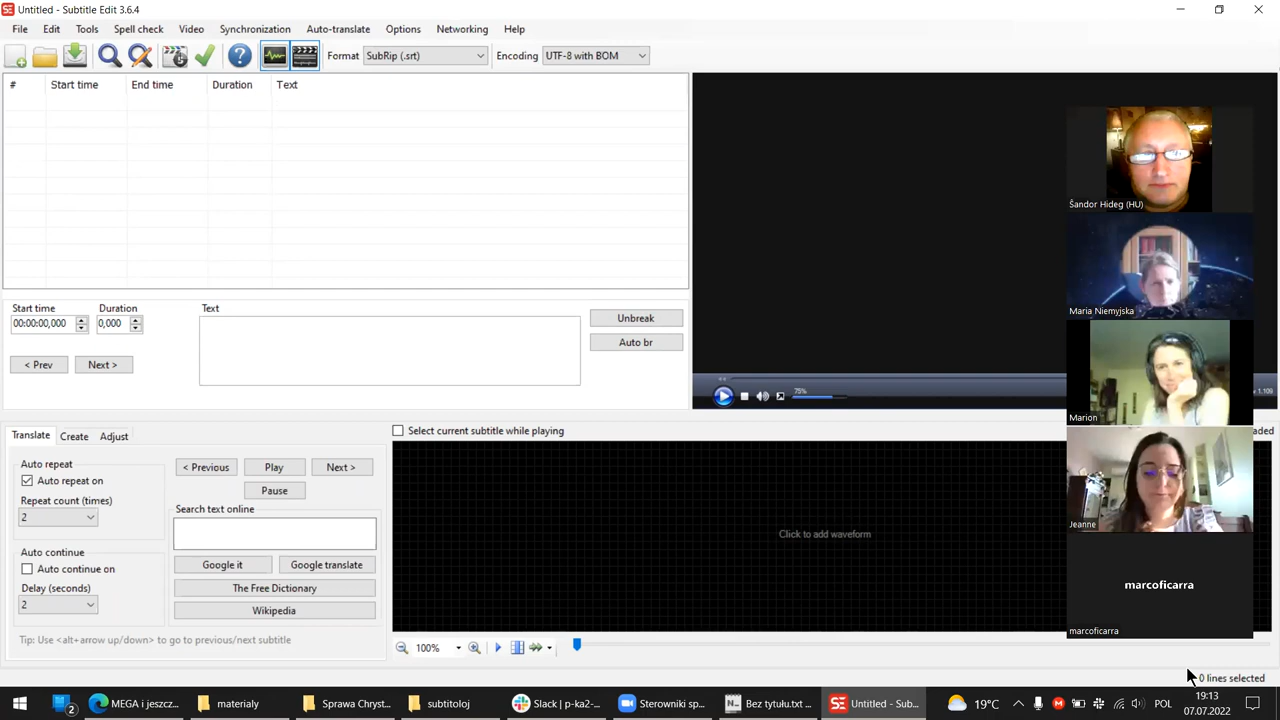 Untitled - Subtitle Edit 3.6.4
File Edit Tools Spell check Video Synchronization Auto-translate Options Networking Help
Format SubRip (.srt) Encoding UTF-8 with BOM
# Start time End time Duration Text
Šandor Hideg (HU)
Maria Niemyjska
Start time Duration Text
00:00:00,000 0,000
Unbreak
Auto br
< Prev Next >
75%
1.109
Marion
Translate Create Adjust
Select current subtitle while playing
aded
Auto repeat
Auto repeat on
Repeat count (times)
2
< Previous Play Next >
Pause
Search text online
Jeanne
Click to add waveform
Auto continue
Auto continue on
Delay (seconds)
2
Google it Google translate
The Free Dictionary
Wikipedia
marcoficarra
marcoficarra
Tip: Use <alt+arrow up/down> to go to previous/next subtitle
100%
0 lines selected
2
MEGA i jeszcz...
materialy
Sprawa Chryst...
subtitoloj
Slack | p-ka2-...
Sterowniki sp...
Bez tytułu.txt ...
Untitled - Sub...
19°C
POL
19:13
07.07.2022